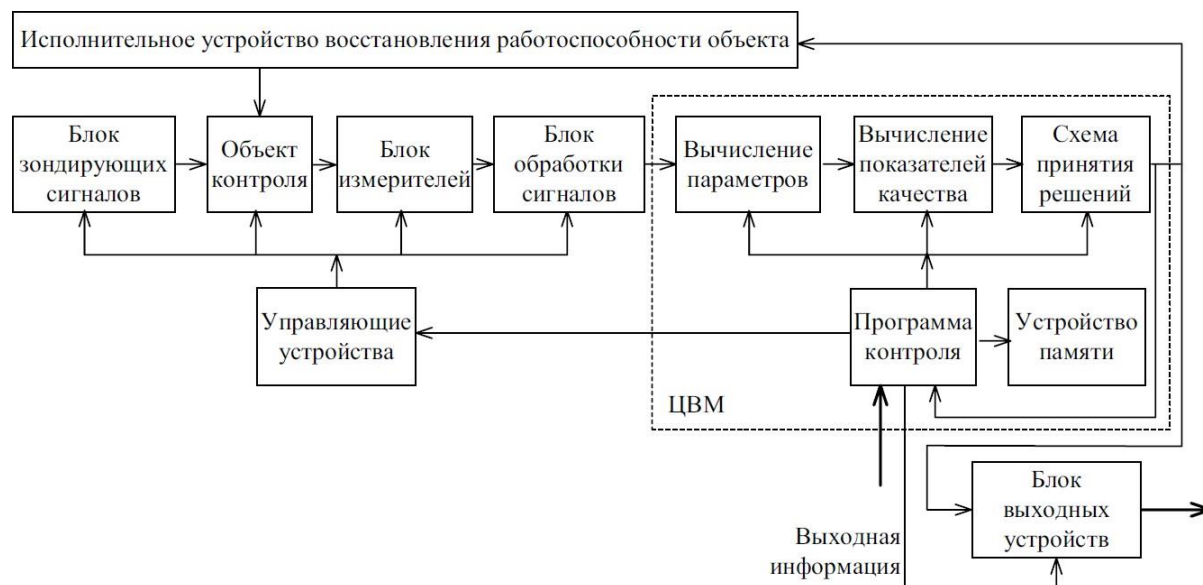 Исполнительное устройство восстановления работоспособности объекта
Блок
зондирующих
сигналов
Объект
контроля
Блок
измерителей
Блок
обработки
сигналов
Вычисление
параметров
Вычисление
показателей
качества
Схема
принятия
решений
Управляющие
устройства
Программа
контроля
Устройство
памяти
ЦВМ
Выходная
информация
Блок
выходных
устройств